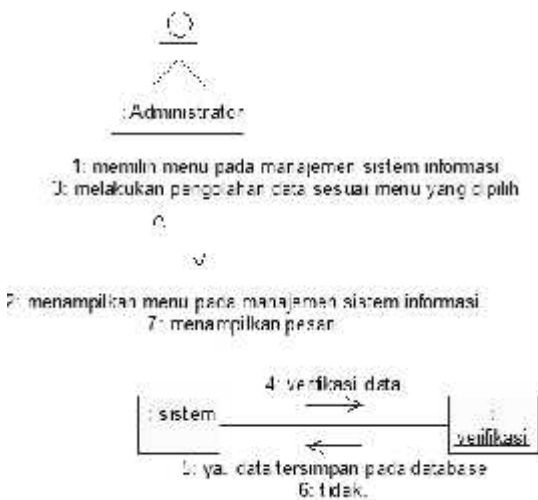 : Administrator
1: memilih menu pada manajemen sistem informasi
3: melakukan pengolahan data sesuai menu yang dipilih
2: menampilkan menu pada manajemen sistem informasi
7: menampilkan pesan
4: verifikasi data
: sistem
:
verifikasi
5: ya, data tersimpan pada database
6: tidak.